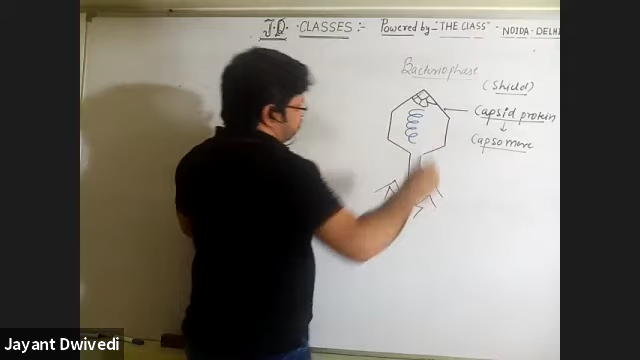 J.D. CLASSES :- Powered by :- "THE CLASS" - NOIDA - DELHI
Bacteriophase
(Shield)
Capsid protein
↓
Capsomere
Jayant Dwivedi